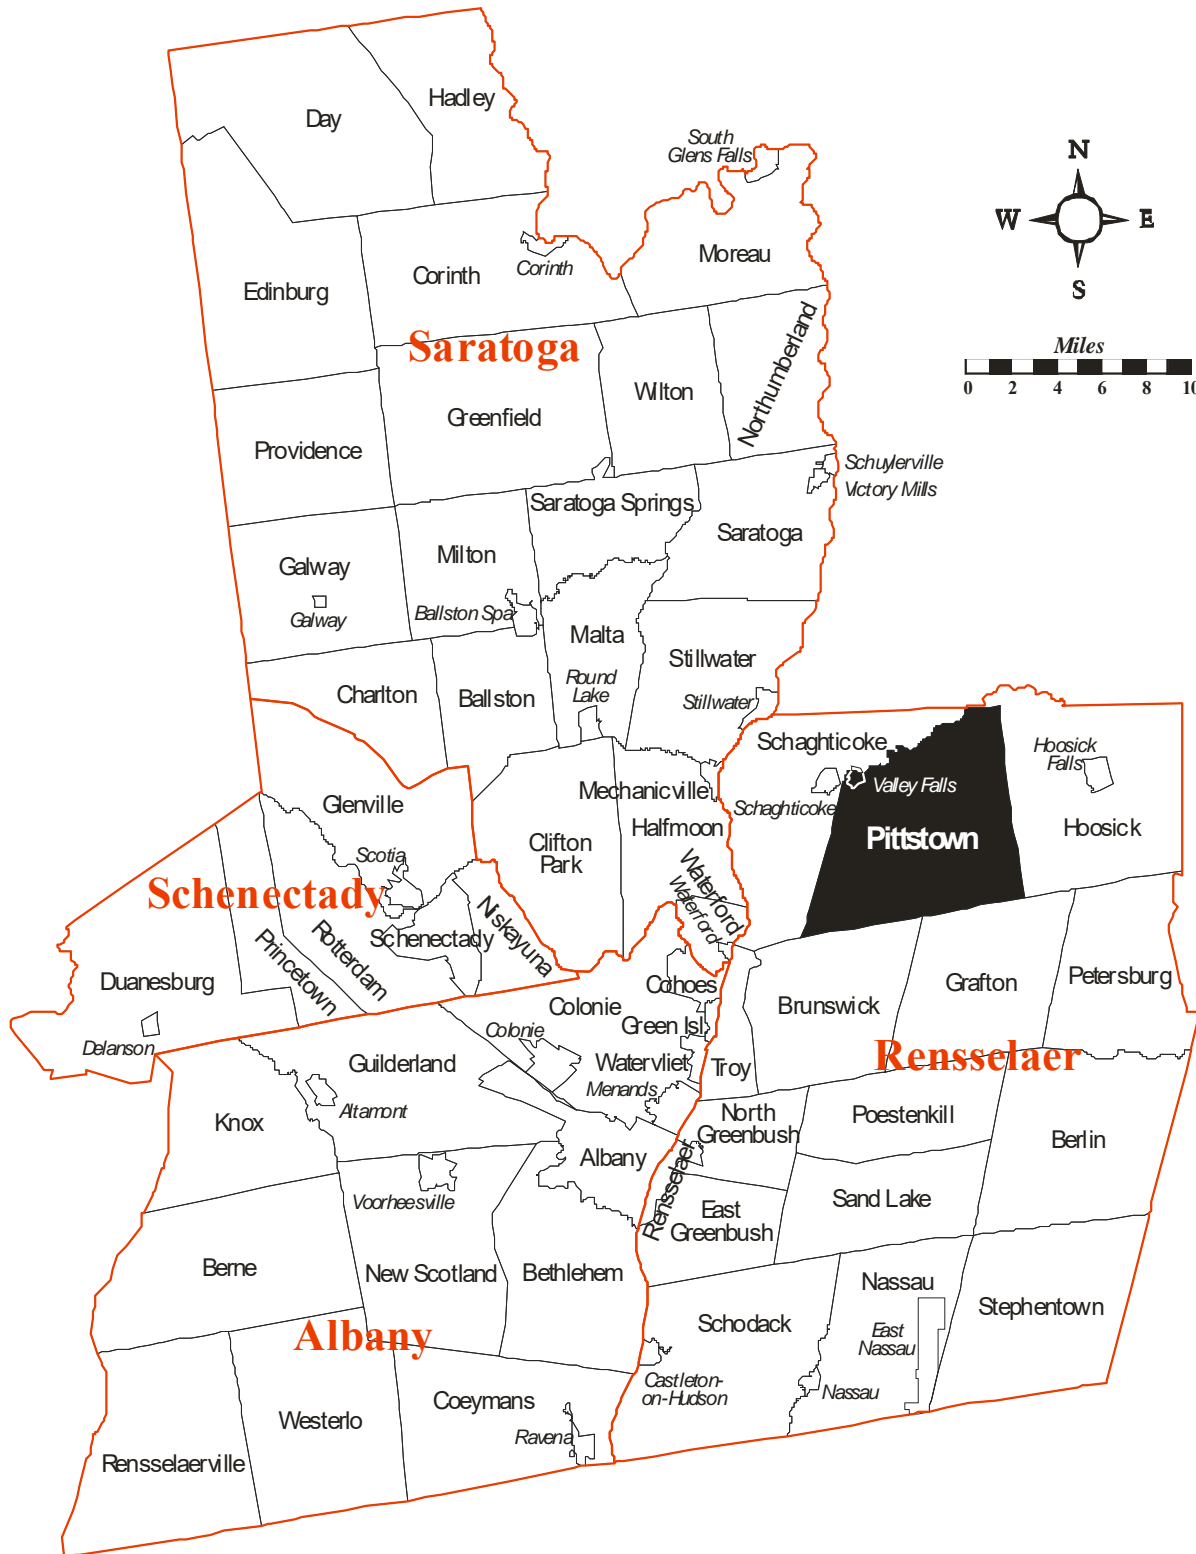 Hadley
Day
South
Glens Falls
N
W
E
S
Moreau
Corinth
Corinth
Edinburg
Northumberland
Saratoga
Miles
0 2 4 6 8 10
Wilton
Greenfield
Providence
Schuylerville
Victory Mills
Saratoga Springs
Saratoga
Milton
Galway
Galway
Ballston Spa
Malta
Stillwater
Round
Lake
Stillwater
Charlton
Ballston
Schaghticoke
Hoosick
Falls
Valley Falls
Schaghticoke
Mechanicville
Glenville
Halfmoon
Hoosick
Pittstown
Clifton
Park
Scotia
Waterford
Waterford
Schenectady
Schenectady
Niskayuna
Rotterdam
Princetown
Duanesburg
Delanson
Cohoes
Colonie
Green Isl.
Colonie
Watervliet
Menands
Troy
Brunswick
Grafton
Petersburg
Rensselaer
Guilderland
Altamont
Knox
North
Greenbush
Poestenkill
Berlin
Albany
Rensselaer
Voorheesville
Sand Lake
East
Greenbush
Berne
New Scotland
Bethlehem
Nassau
Stephentown
Schodack
East
Nassau
Albany
Castleton-
on-Hudson
Nassau
Coeymans
Westerlo
Ravena
Rensselaerville